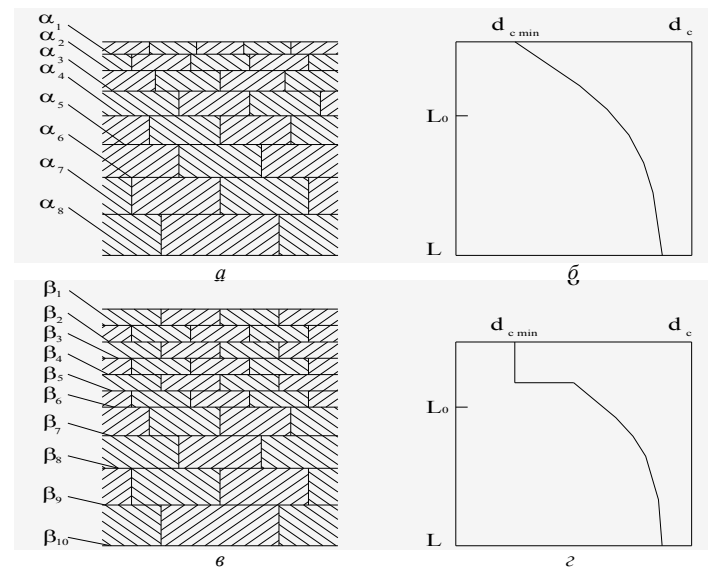 α₁
α₂
α₃
α₄
α₅
α₆
α₇
α₈
d c min d c
L₀
L
а б
β₁
β₂
β₃
β₄
β₅
β₆
β₇
β₈
β₉
β₁₀
d c min d c
L₀
L
в г